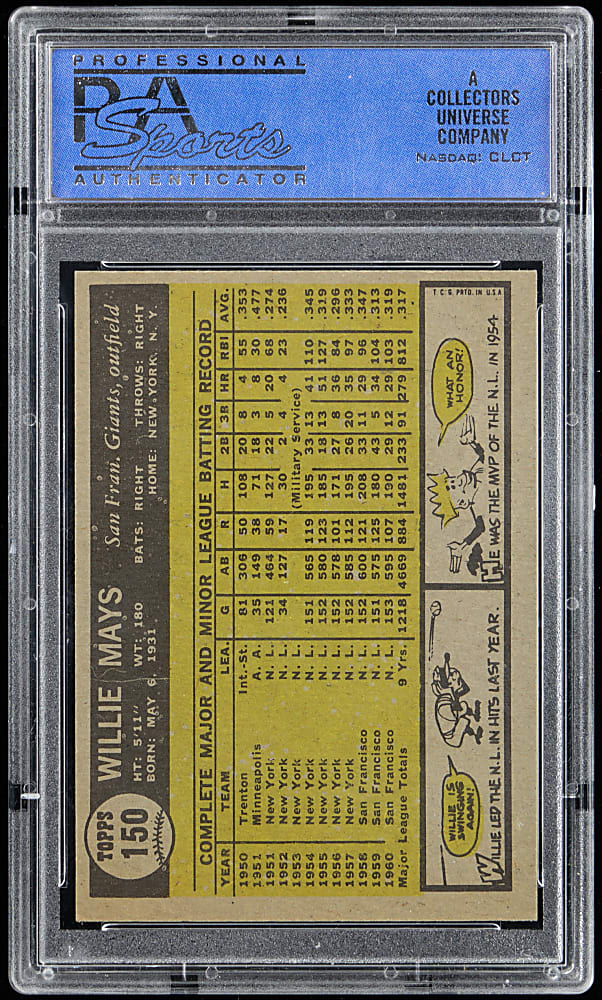 PROFESSIONAL
PSA
Sports
AUTHENTICATOR
A
COLLECTORS
UNIVERSE
COMPANY
NASDAQ: CLCT
TOPPS
150
WILLIE MAYS San Fran. Giants, outfield
HT: 5'11" WT: 180 BATS: RIGHT THROWS: RIGHT
BORN: MAY 6, 1931 HOME: NEW YORK, N. Y.
COMPLETE MAJOR AND MINOR LEAGUE BATTING RECORD
YEAR TEAM LEA. G AB R H 2B 3B HR RBI AVG.
1950 Trenton Int.-St. 81 306 50 108 20 8 4 55 .353
1951 Minneapolis A. A. 35 149 38 71 18 3 8 30 .477
1951 New York N. L. 121 464 59 127 22 5 20 68 .274
1952 New York N. L. 34 127 17 30 2 4 4 23 .236
1953 New York N. L. (Military Service)
1954 New York N. L. 151 565 119 195 33 13 41 110 .345
1955 New York N. L. 152 580 123 185 18 13 51 127 .319
1956 New York N. L. 152 578 101 171 27 8 36 84 .296
1957 New York N. L. 152 585 112 195 26 20 35 97 .333
1958 San Francisco N. L. 152 600 121 208 33 11 29 96 .347
1959 San Francisco N. L. 151 575 125 180 43 5 34 104 .313
1960 San Francisco N. L. 153 595 107 190 29 12 29 103 .319
Major League Totals 9 Yrs. 1218 4669 884 1481 233 91 279 812 .317
WILLIE IS
SWINGING
AGAIN!
WILLIE LED THE N.L. IN HITS LAST YEAR.
WHAT AN
HONOR!
HE WAS THE MVP OF THE N.L. IN 1954
T. C. G. PRTD. IN U.S.A